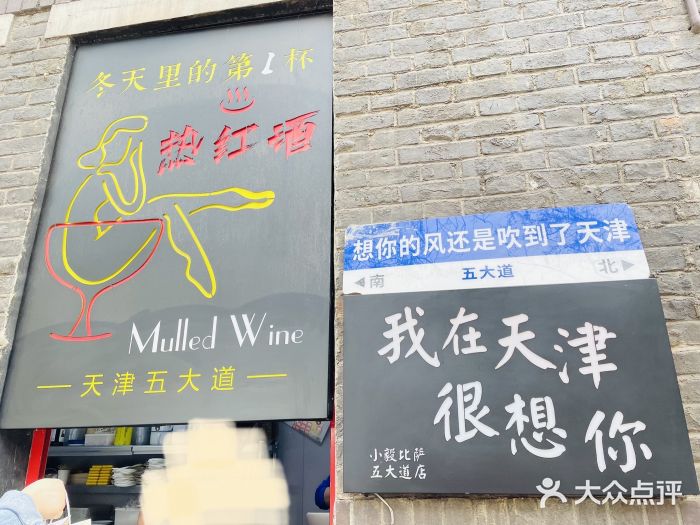 冬天里的第1杯
热红酒
Mulled Wine
天津五大道
想你的风还是吹到了天津
南 五大道 北
我在天津
很想你
小毅比萨
五大道店
大众点评